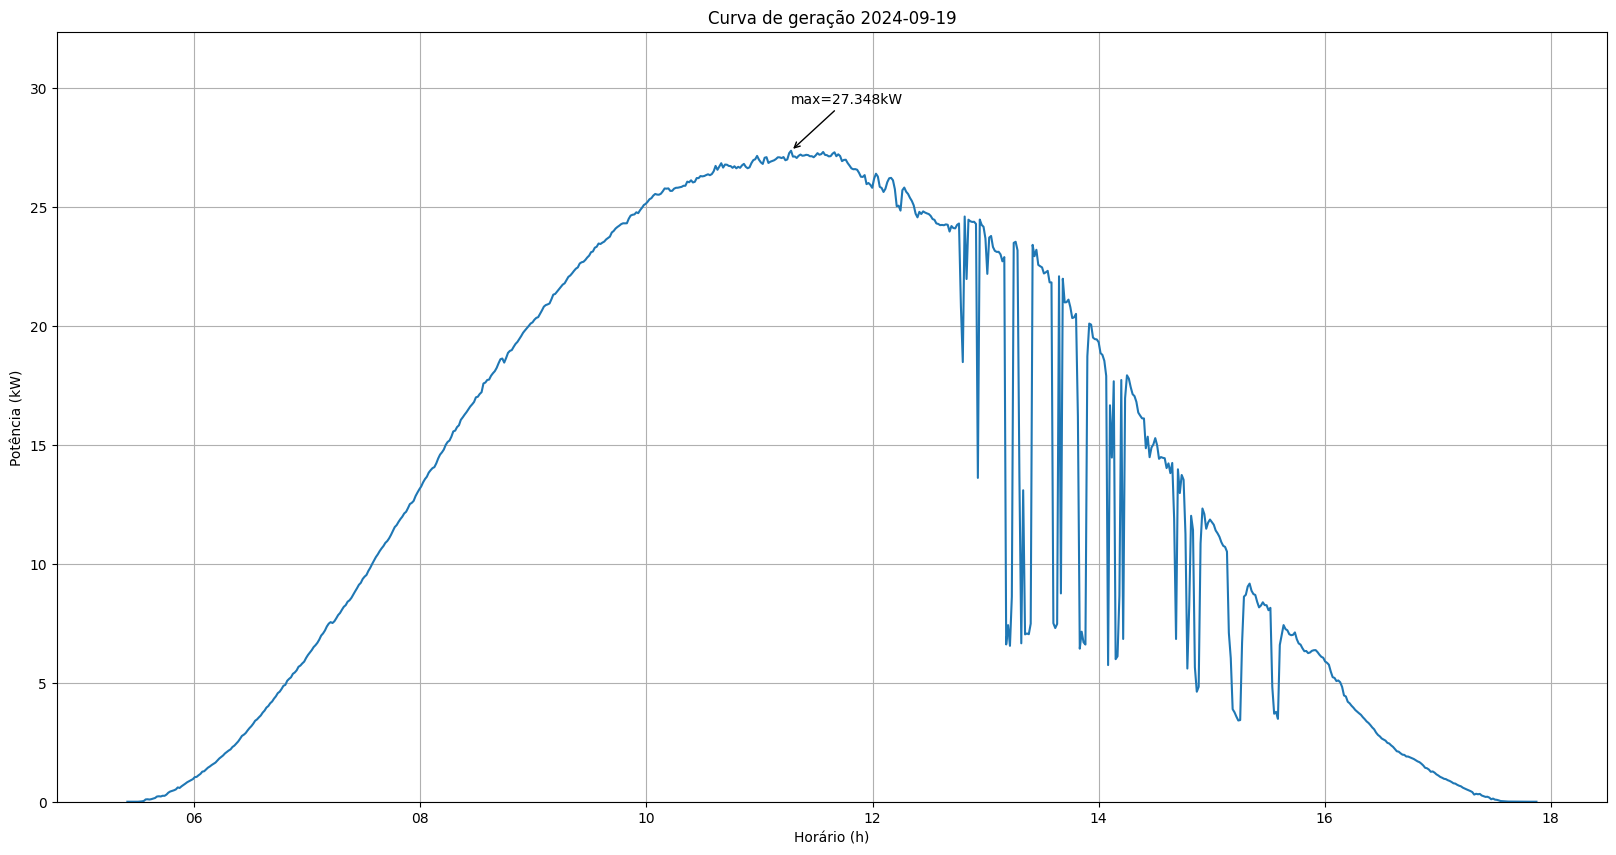 Curva de geração 2024-09-19
max=27.348kW
Potência (kW)
30
25
20
15
10
5
0
06 08 10 12 14 16 18
Horário (h)